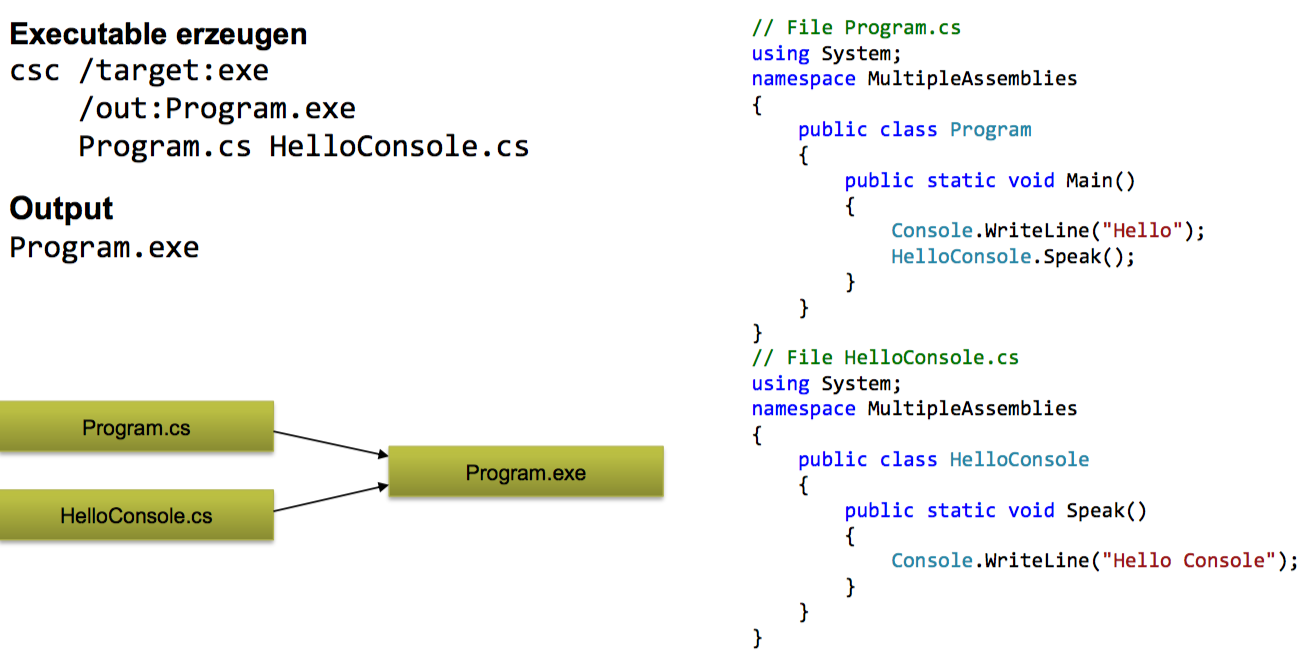 Executable erzeugen
csc /target:exe
    /out:Program.exe
    Program.cs HelloConsole.cs
Output
Program.exe
Program.cs
HelloConsole.cs
Program.exe
// File Program.cs
using System;
namespace MultipleAssemblies
{
    public class Program
    {
        public static void Main()
        {
            Console.WriteLine("Hello");
            HelloConsole.Speak();
        }
    }
}
// File HelloConsole.cs
using System;
namespace MultipleAssemblies
{
    public class HelloConsole
    {
        public static void Speak()
        {
            Console.WriteLine("Hello Console");
        }
    }
}